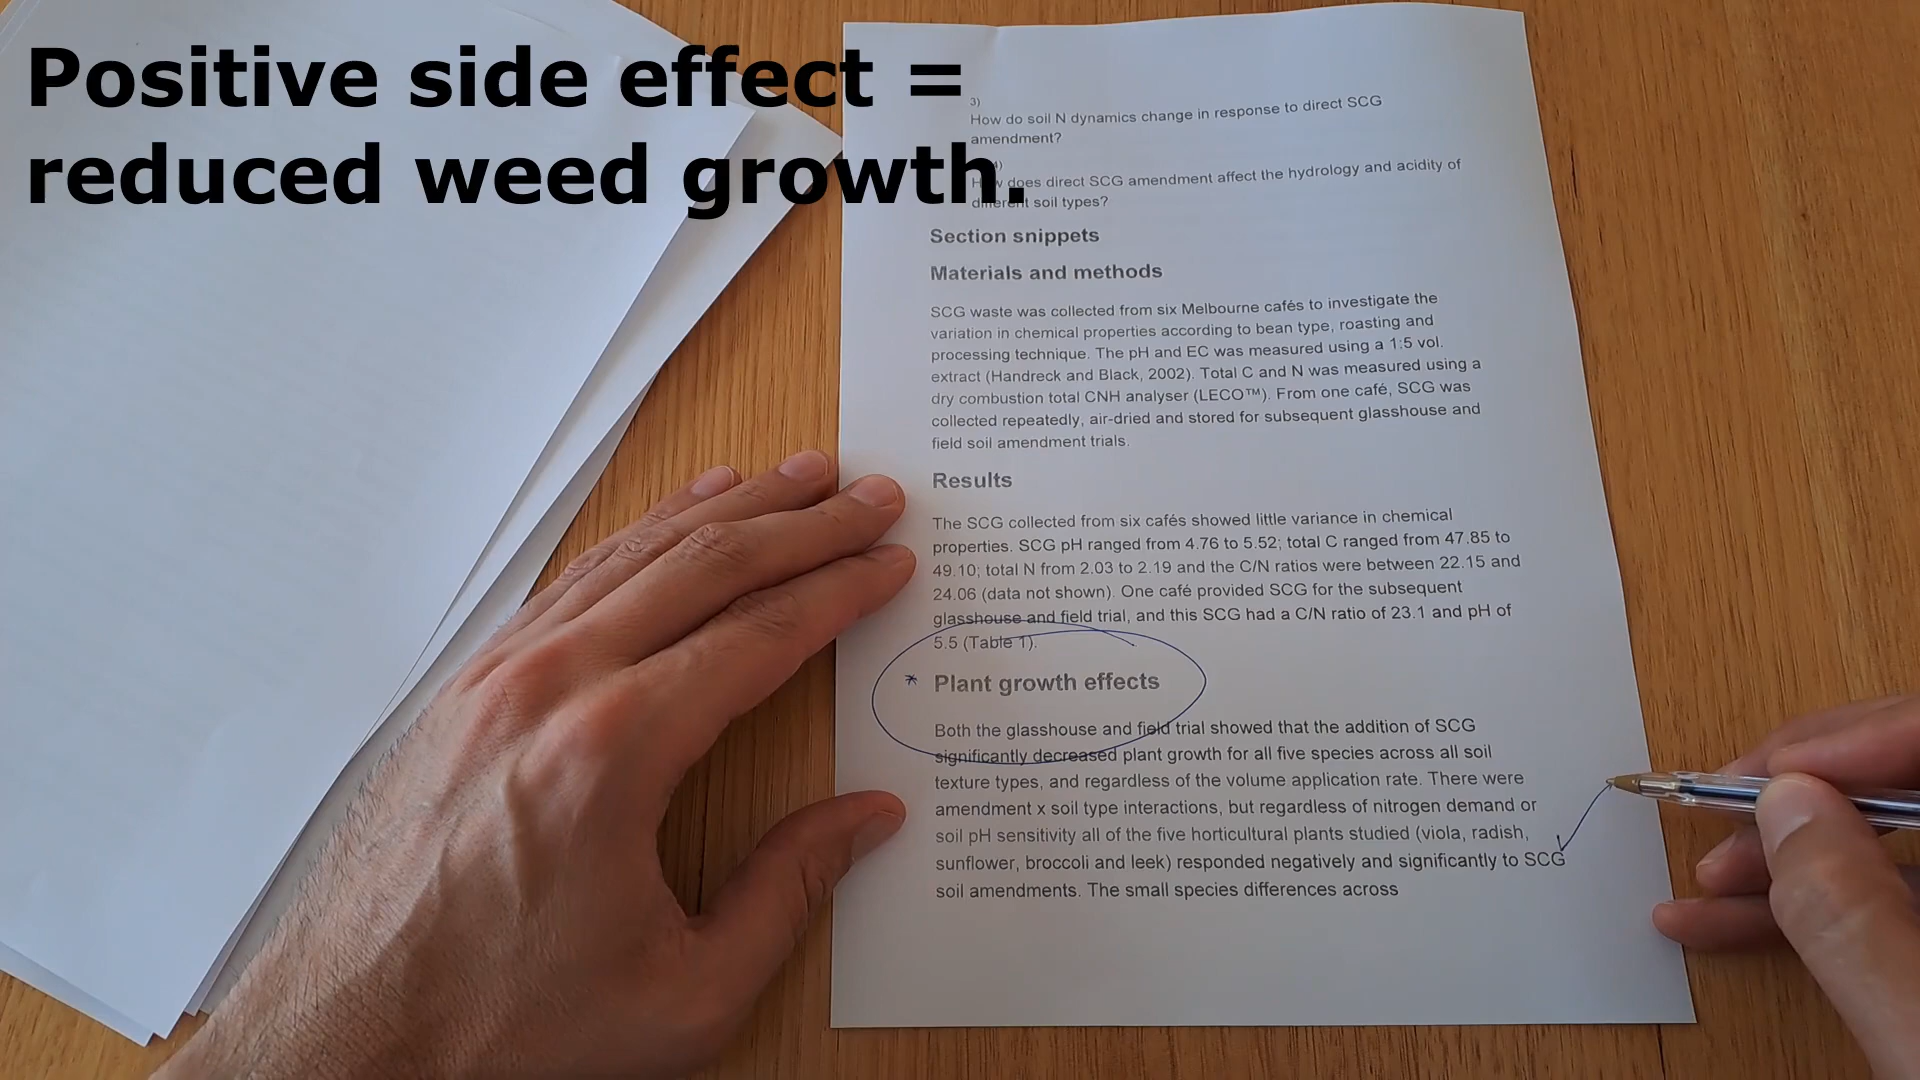 Positive side effect =
reduced weed growth.
3)
How do soil N dynamics change in response to direct SCG
amendment?
4)
How does direct SCG amendment affect the hydrology and acidity of
different soil types?
Section snippets
Materials and methods
SCG waste was collected from six Melbourne cafés to investigate the
variation in chemical properties according to bean type, roasting and
processing technique. The pH and EC was measured using a 1:5 vol.
extract (Handreck and Black, 2002). Total C and N was measured using a
dry combustion total CNH analyser (LECO™). From one café, SCG was
collected repeatedly, air-dried and stored for subsequent glasshouse and
field soil amendment trials.
Results
The SCG collected from six cafés showed little variance in chemical
properties. SCG pH ranged from 4.76 to 5.52; total C ranged from 47.85 to
49.10; total N from 2.03 to 2.19 and the C/N ratios were between 22.15 and
24.06 (data not shown). One café provided SCG for the subsequent
glasshouse and field trial, and this SCG had a C/N ratio of 23.1 and pH of
5.5 (Table 1).
* Plant growth effects
Both the glasshouse and field trial showed that the addition of SCG
significantly decreased plant growth for all five species across all soil
texture types, and regardless of the volume application rate. There were
amendment x soil type interactions, but regardless of nitrogen demand or
soil pH sensitivity all of the five horticultural plants studied (viola, radish,
sunflower, broccoli and leek) responded negatively and significantly to SCG
soil amendments. The small species differences across